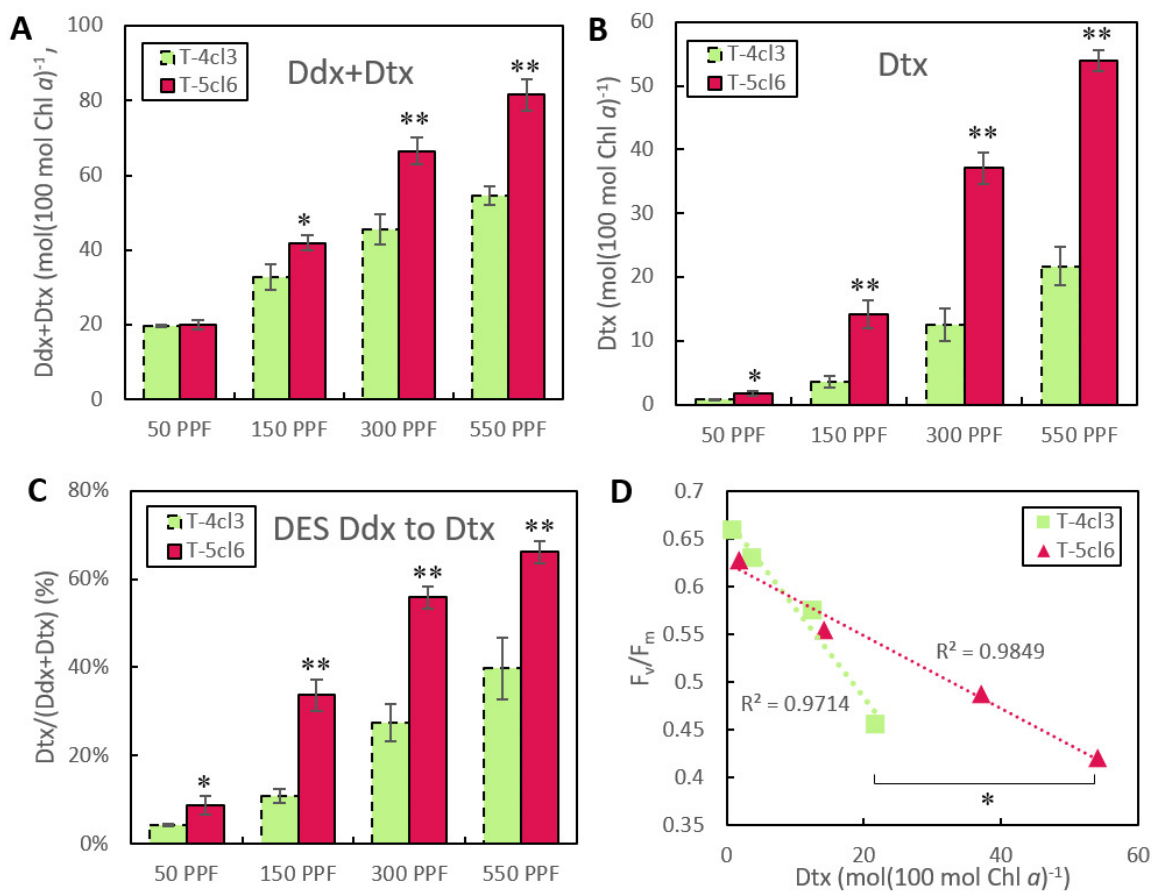 A
Ddx+Dtx (mol(100 mol Chl a)-1,
100
80
60
40
20
0
T-4cl3
T-5cl6
Ddx+Dtx
*
**
**
50 PPF 150 PPF 300 PPF 550 PPF
B
Dtx (mol(100 mol Chl a)-1)
60
50
40
30
20
10
0
T-4cl3
T-5cl6
Dtx
*
**
**
**
50 PPF 150 PPF 300 PPF 550 PPF
C
Dtx/(Ddx+Dtx) (%)
80%
60%
40%
20%
0%
T-4cl3
T-5cl6
DES Ddx to Dtx
*
**
**
**
50 PPF 150 PPF 300 PPF 550 PPF
D
Fv/Fm
0.7
0.65
0.6
0.55
0.5
0.45
0.4
0.35
T-4cl3
T-5cl6
R² = 0.9849
R² = 0.9714
*
0 20 40 60
Dtx (mol(100 mol Chl a)-1)